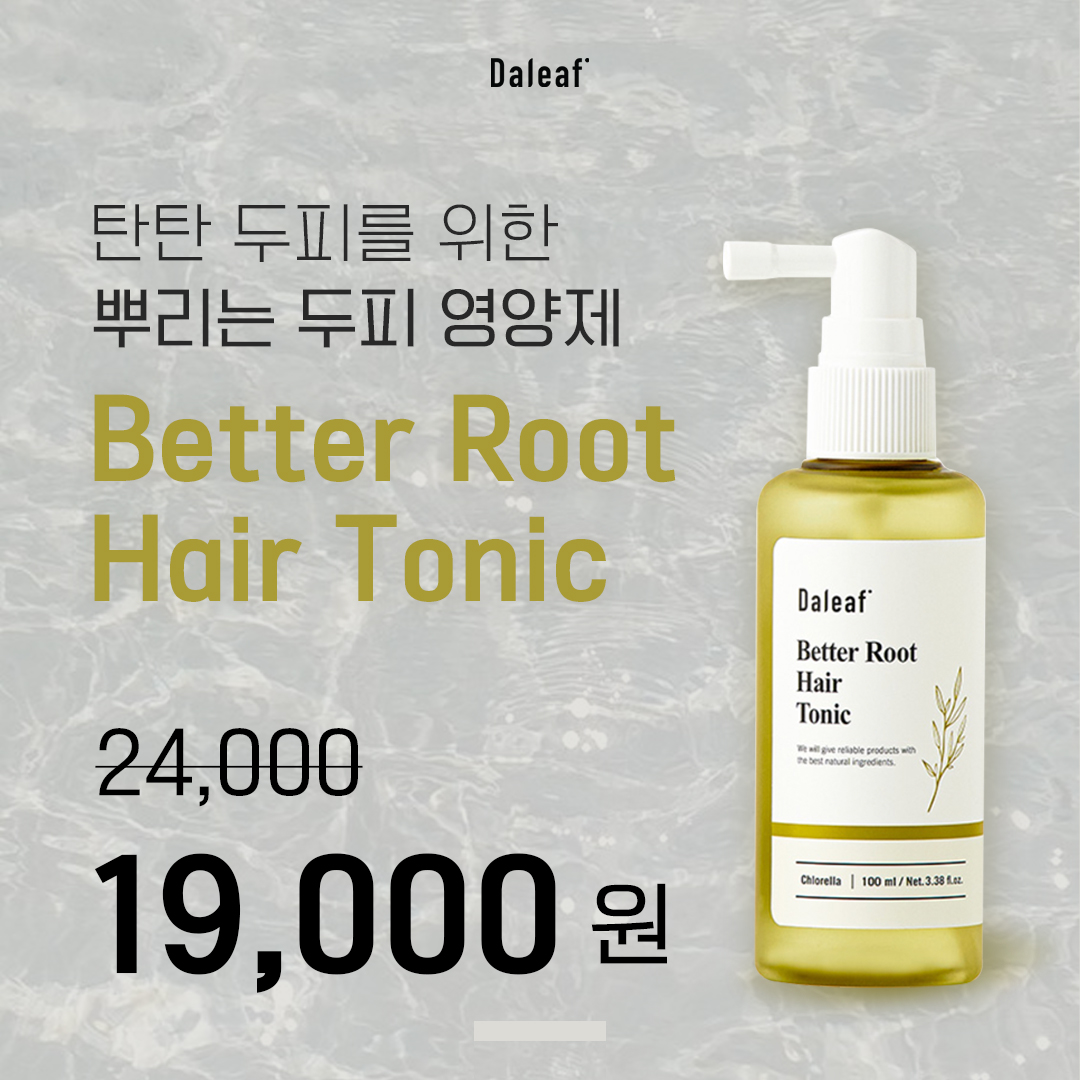 Daleaf
탄탄 두피를 위한
뿌리는 두피 영양제
Better Root
Hair Tonic
24,000
19,000 원
Daleaf
Better Root
Hair
Tonic
We will give reliable products with
the best natural ingredients.
Chlorella | 100 ml / Net. 3.38 fl.oz.